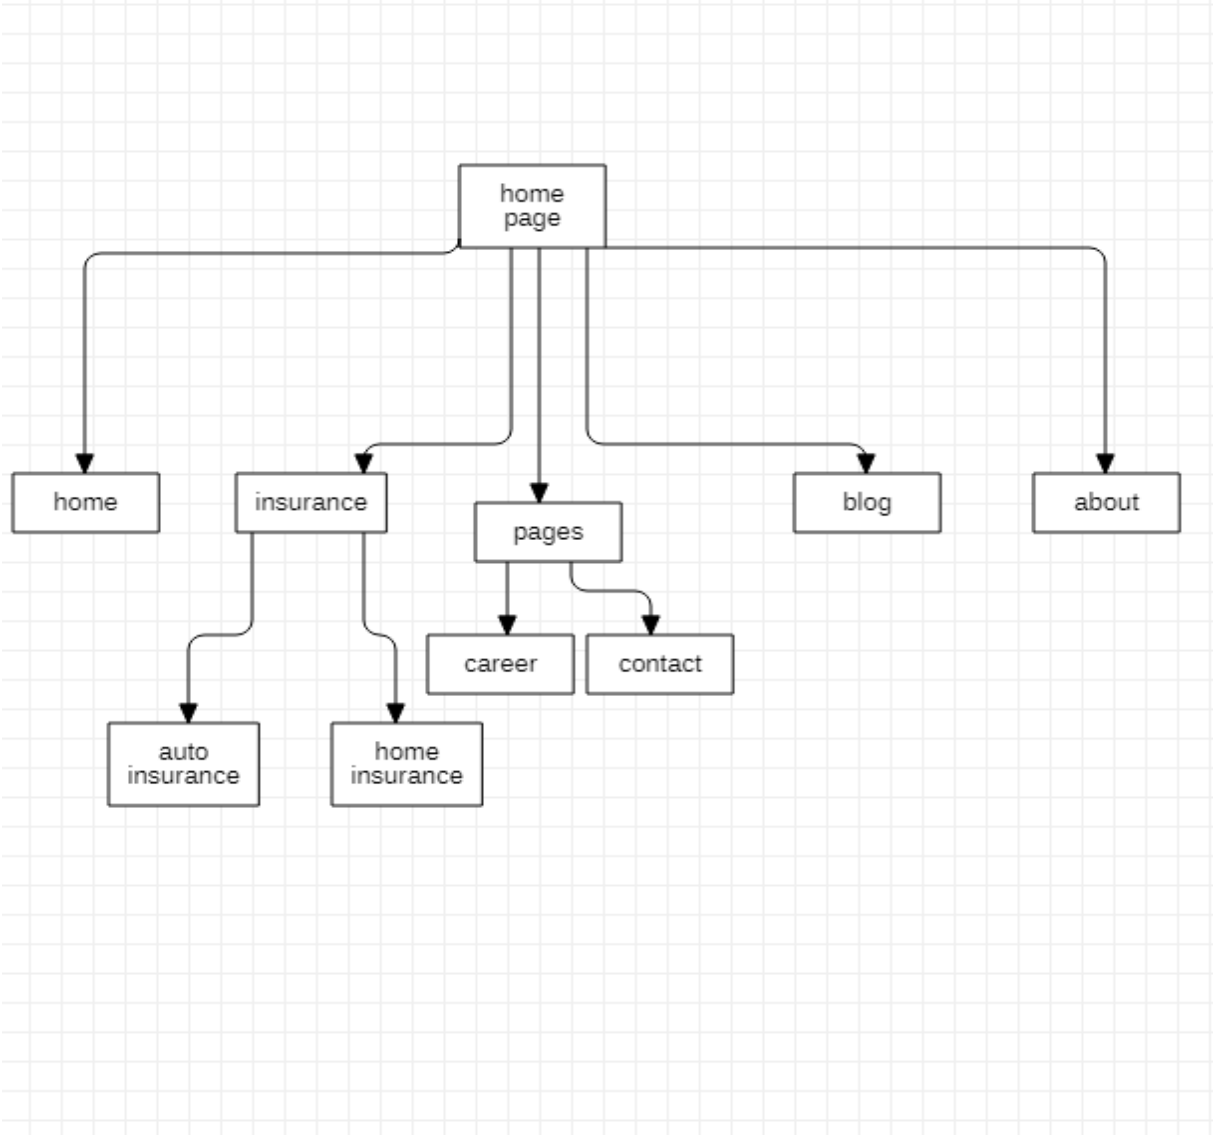 home
page
home
insurance
pages
blog
about
career
contact
auto
insurance
home
insurance